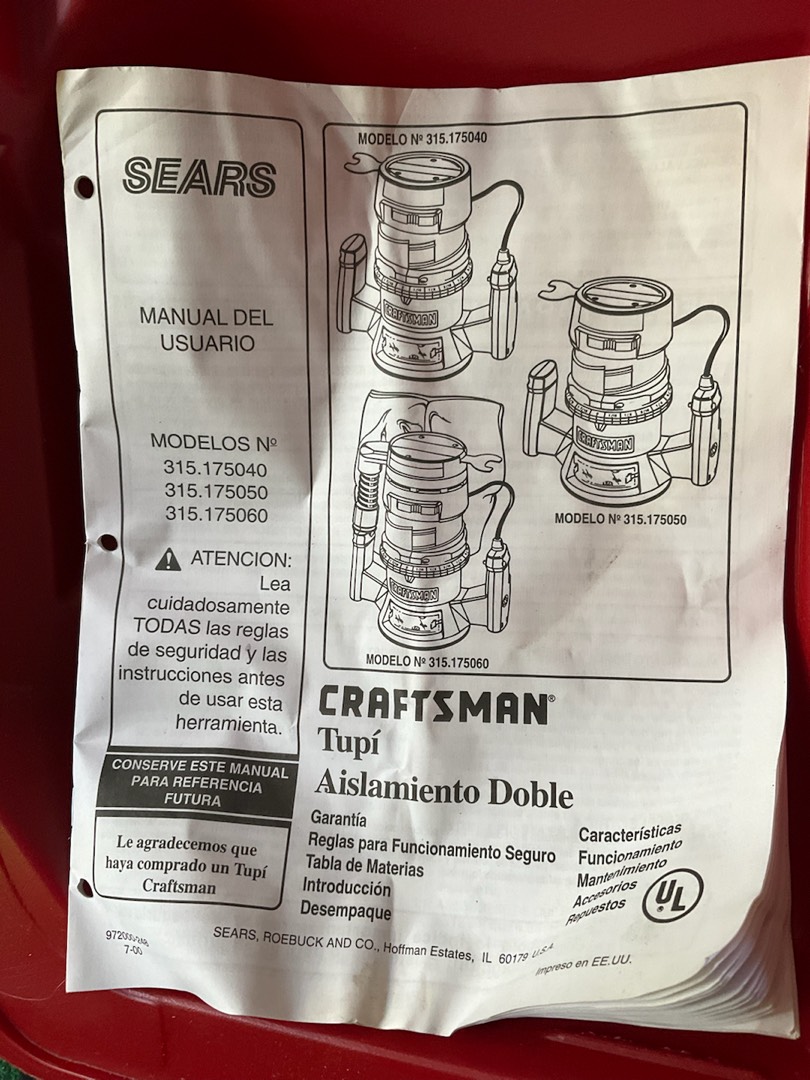 SEARS
MANUAL DEL
USUARIO
MODELOS Nº
315.175040
315.175050
315.175060
ATENCION:
Lea
cuidadosamente
TODAS las reglas
de seguridad y las
instrucciones antes
de usar esta
herramienta.
CONSERVE ESTE MANUAL
PARA REFERENCIA
FUTURA
Le agradecemos que
haya comprado un Tupí
Craftsman
MODELO Nº 315.175040
CRAFTSMAN
CRAFTSMAN
MODELO Nº 315.175050
CRAFTSMAN
MODELO Nº 315.175060
CRAFTSMAN®
Tupí
Aislamiento Doble
Garantía
Reglas para Funcionamiento Seguro
Tabla de Materias
Introducción
Desempaque
Características
Funcionamiento
Mantenimiento
Accesorios
Repuestos
UL
7-00
SEARS, ROEBUCK AND CO., Hoffman Estates, IL 60179 U.S.A.
Impreso en EE.UU.